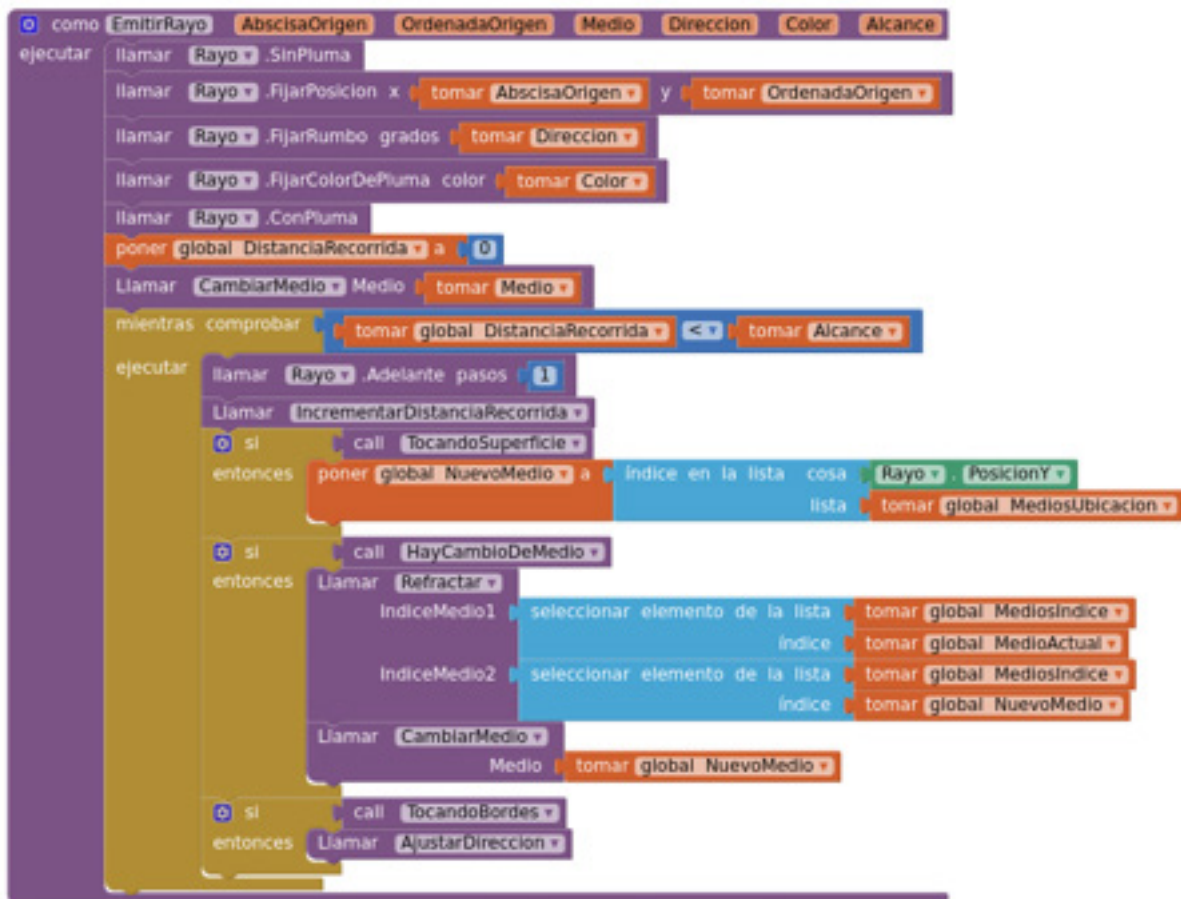 como EmitirRayo AbscisaOrigen OrdenadaOrigen Medio Direccion Color Alcance
ejecutar llamar Rayo .SinPluma
llamar Rayo .FijarPosicion x tomar AbscisaOrigen y tomar OrdenadaOrigen
llamar Rayo .FijarRumbo grados tomar Direccion
llamar Rayo .FijarColorDePluma color tomar Color
llamar Rayo .ConPluma
poner global DistanciaRecorrida a 0
Llamar CambiarMedio Medio tomar Medio
mientras comprobar tomar global DistanciaRecorrida < tomar Alcance
ejecutar llamar Rayo .Adelante pasos 1
Llamar IncrementarDistanciaRecorrida
si call TocandoSuperficie
entonces poner global NuevoMedio a índice en la lista cosa Rayo . PosicionY
lista tomar global MediosUbicacion
si call HayCambioDeMedio
entonces Llamar Refractar
IndiceMedio1 seleccionar elemento de la lista tomar global MediosIndice
índice tomar global MedioActual
IndiceMedio2 seleccionar elemento de la lista tomar global MediosIndice
índice tomar global NuevoMedio
Llamar CambiarMedio
Medio tomar global NuevoMedio
si call TocandoBordes
entonces Llamar AjustarDireccion